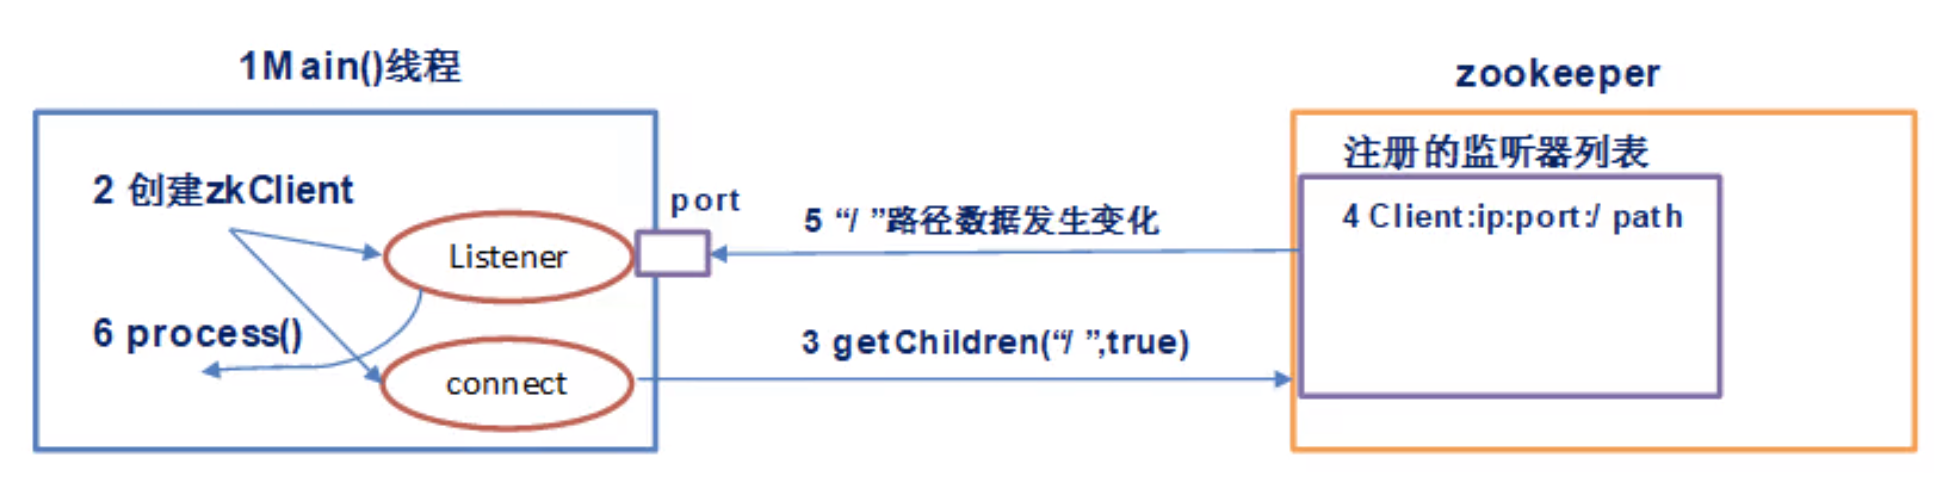 1Main()线程
zookeeper
注册的监听器列表
2 创建zkClient
port
5 “/ ”路径数据发生变化
4 Client:ip:port:/ path
Listener
6 process()
3 getChildren(“/ ”,true)
connect